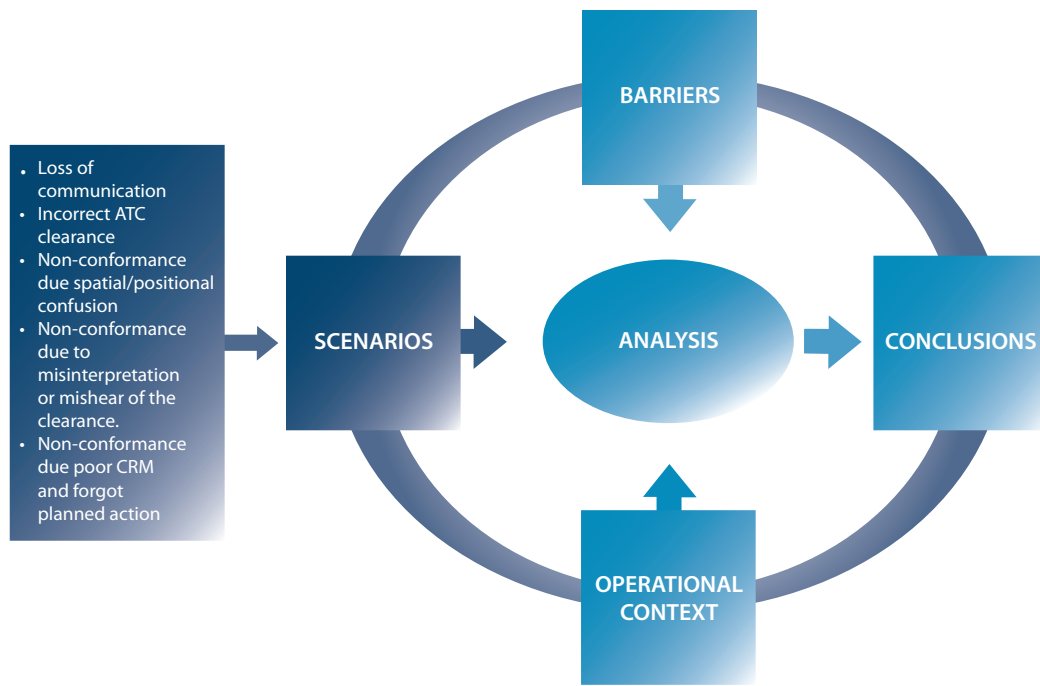 • Loss of
communication
• Incorrect ATC
clearance
• Non-conformance
due spatial/positional
confusion
• Non-conformance
due to
misinterpretation
or mishear of the
clearance.
• Non-conformance
due poor CRM
and forgot
planned action
SCENARIOS
BARRIERS
ANALYSIS
OPERATIONAL
CONTEXT
CONCLUSIONS